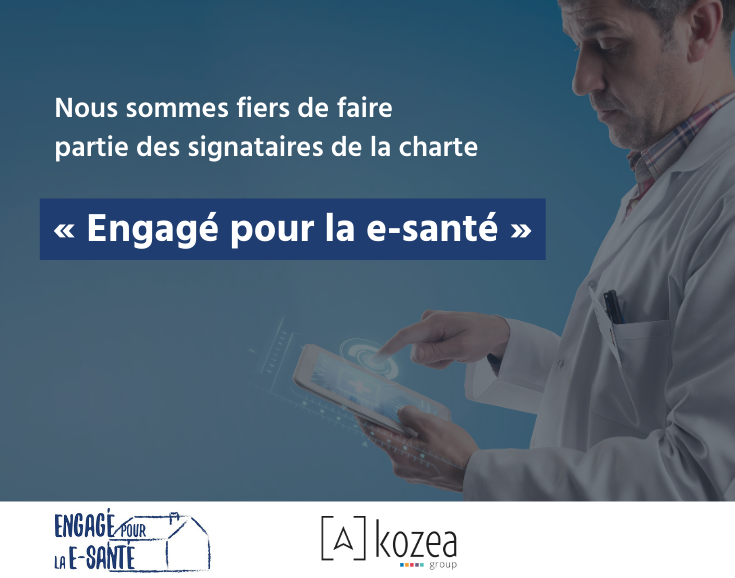 Nous sommes fiers de faire
partie des signataires de la charte
« Engagé pour la e-santé »
ENGAGÉ POUR
LA E-SANTÉ
[A] kozea
group